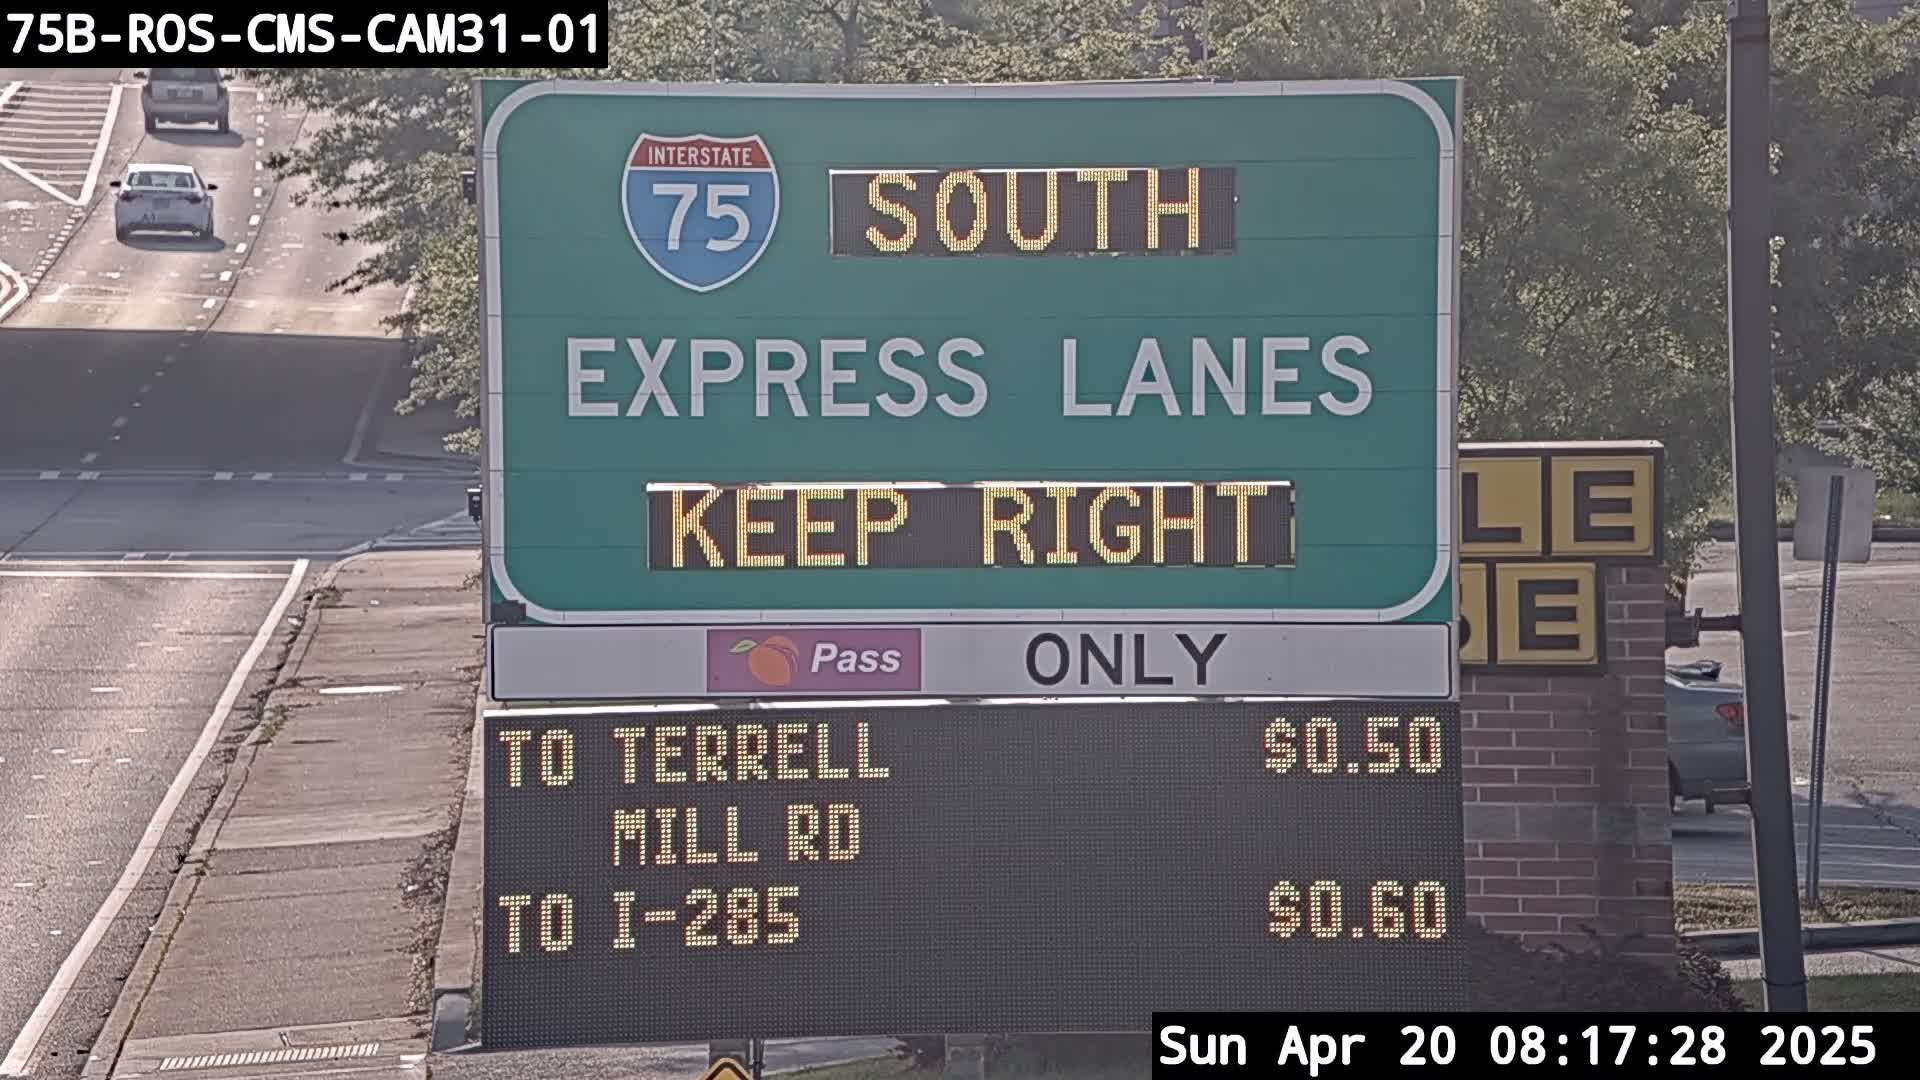 75B-ROS-CMS-CAM31-01
INTERSTATE
75
SOUTH
EXPRESS LANES
KEEP RIGHT
LE
E
Pass ONLY
TO TERRELL $0.50
MILL RD
TO I-285 $0.60
Sun Apr 20 08:17:28 2025